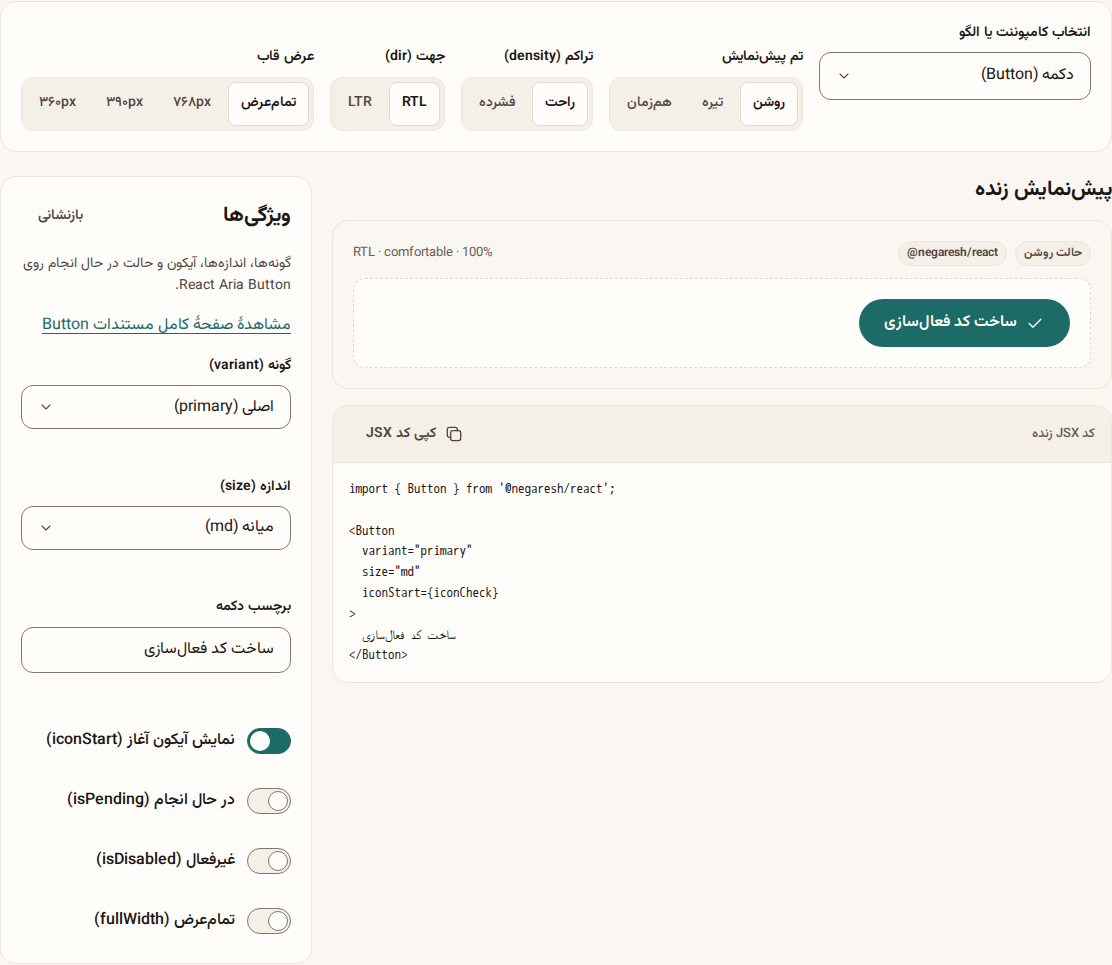 انتخاب کامپوننت یا الگو
دکمه (Button)
تم پیش‌نمایش
روشن
تیره
هم‌زمان
تراکم (density)
راحت
فشرده
جهت (dir)
RTL
LTR
عرض قاب
تمام‌عرض
۷۶۸px
۳۹۰px
۳۶۰px
پیش‌نمایش زنده
حالت روشن
@negaresh/react
RTL · comfortable · 100%
ساخت کد فعال‌سازی
کد JSX زنده
کپی کد JSX
import { Button } from '@negaresh/react';
<Button
variant="primary"
size="md"
iconStart={iconCheck}
>
ساخت کد فعال‌سازی
</Button>
ویژگی‌ها
بازنشانی
گونه‌ها، اندازه‌ها، آیکون و حالت در حال انجام روی
React Aria Button.
مشاهدهٔ صفحهٔ کامل مستندات Button
گونه (variant)
اصلی (primary)
اندازه (size)
میانه (md)
برچسب دکمه
ساخت کد فعال‌سازی
نمایش آیکون آغاز (iconStart)
در حال انجام (isPending)
غیرفعال (isDisabled)
تمام‌عرض (fullWidth)